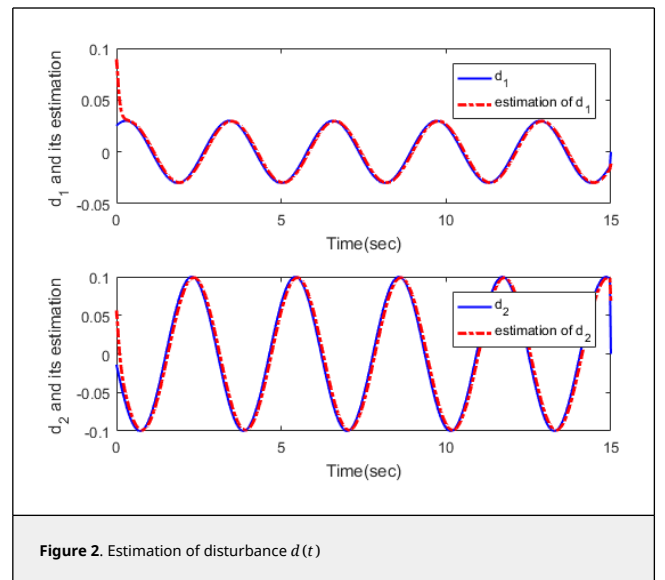 0.1
0.05
0
-0.05
d1 and its estimation
d1
estimation of d1
0 5 10 15
Time(sec)
0.1
0.05
0
-0.05
-0.1
d2 and its estimation
d2
estimation of d2
0 5 10 15
Time(sec)
Figure 2. Estimation of disturbance d(t)